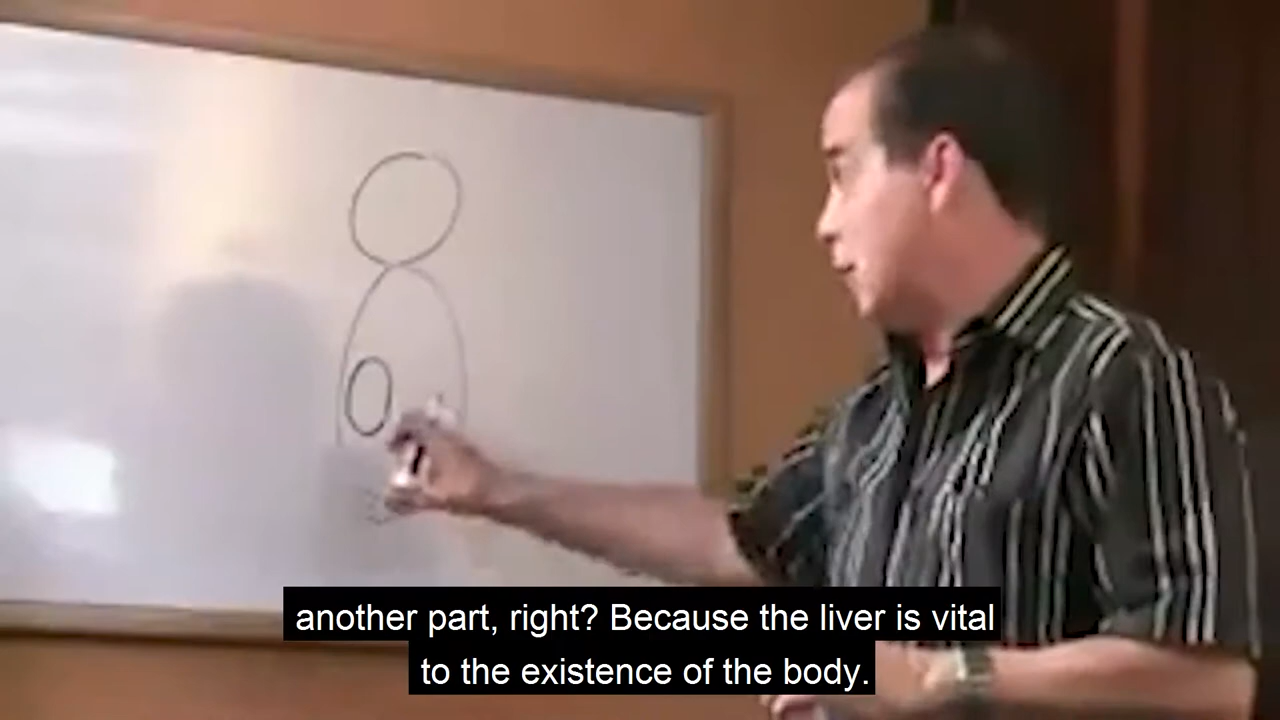 another part, right? Because the liver is vital
to the existence of the body.